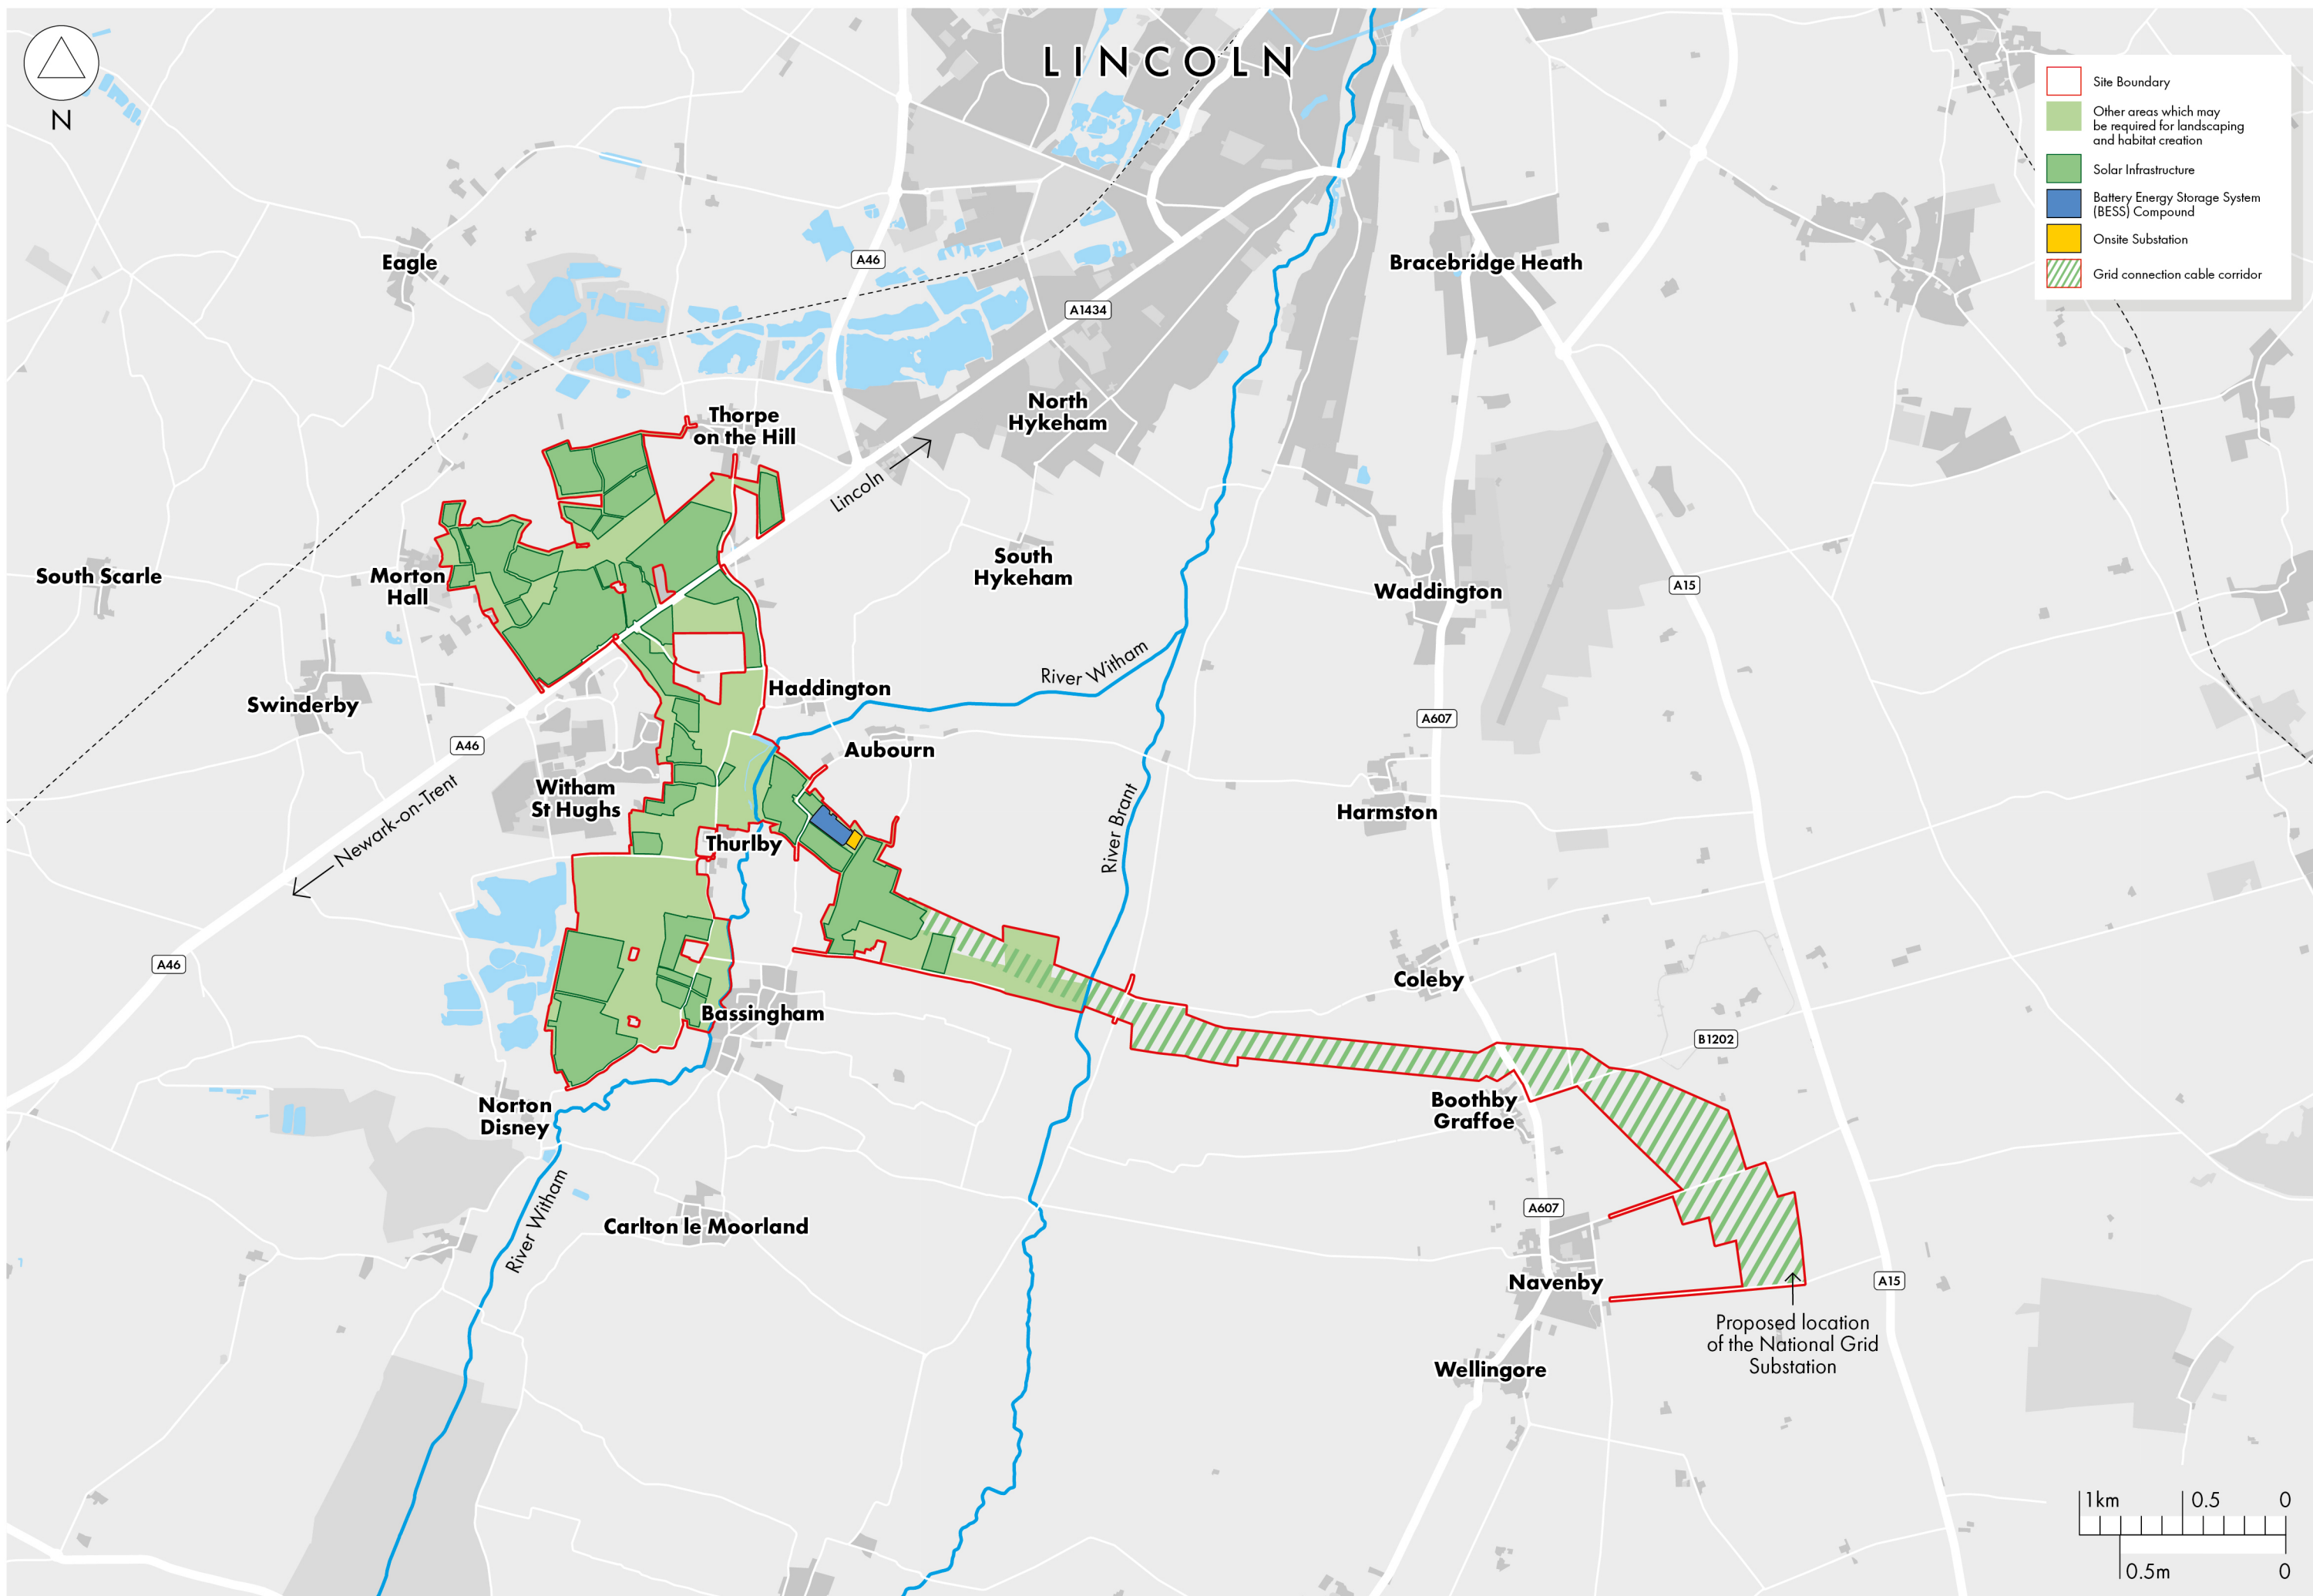 LINCOLN
N
Site Boundary
Other areas which may
be required for landscaping
and habitat creation
Solar Infrastructure
Battery Energy Storage System
(BESS) Compound
Onsite Substation
Grid connection cable corridor
Eagle
A46
Bracebridge Heath
A1434
Thorpe
on the Hill
North
Hykeham
Lincoln
South Scarle
Morton
Hall
South
Hykeham
Waddington
A15
River Witham
Haddington
Swinderby
A607
A46
Aubourn
Witham
St Hughs
Newark-on-Trent
River Brant
Harmston
Thurlby
A46
Coleby
Bassingham
B1202
Norton
Disney
Boothby
Graffoe
River Witham
Carlton le Moorland
A607
Navenby
A15
Proposed location
of the National Grid
Substation
Wellingore
1km 0.5 0
0.5m 0